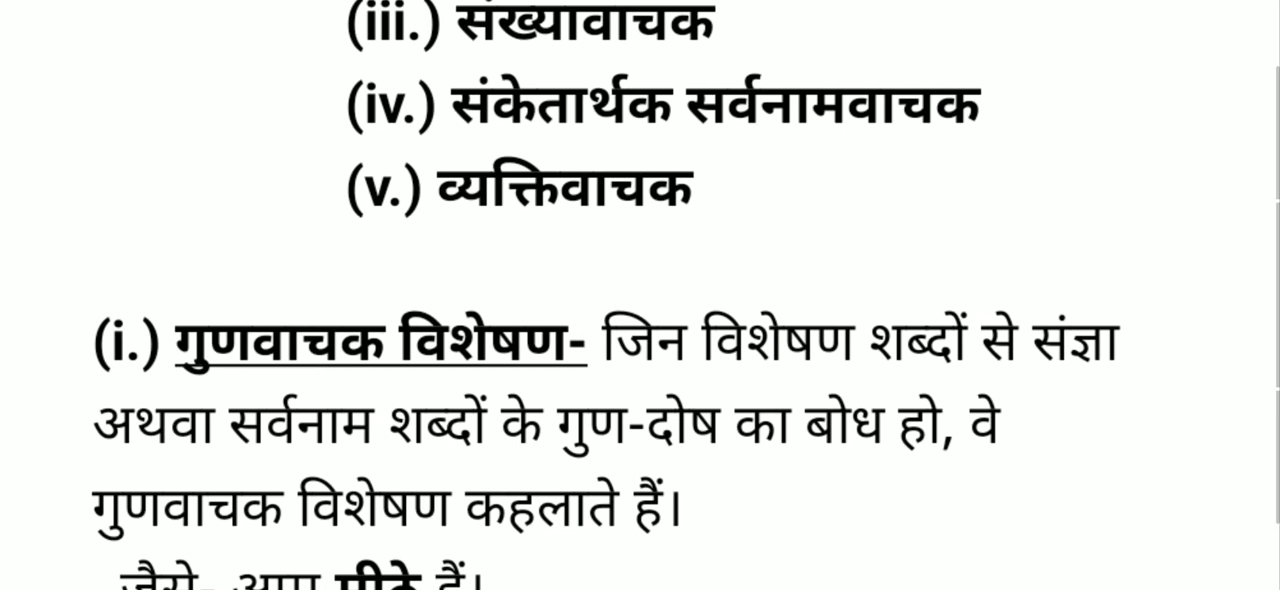 (iii.) संख्यावाचक
(iv.) संकेतार्थक सर्वनामवाचक
(v.) व्यक्तिवाचक
(i.) गुणवाचक विशेषण- जिन विशेषण शब्दों से संज्ञा
अथवा सर्वनाम शब्दों के गुण-दोष का बोध हो, वे
गुणवाचक विशेषण कहलाते हैं।
जैसे- आम मीठे हैं।